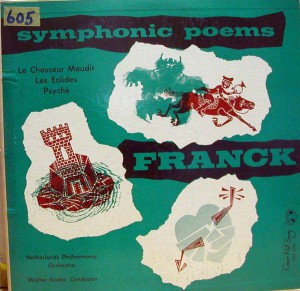 605
symphonic poems
Le Chasseur Maudit
Les Eolides
Psyché
FRANCK
Netherlands Philharmonic
Orchestra
Walter Goehr, Conductor